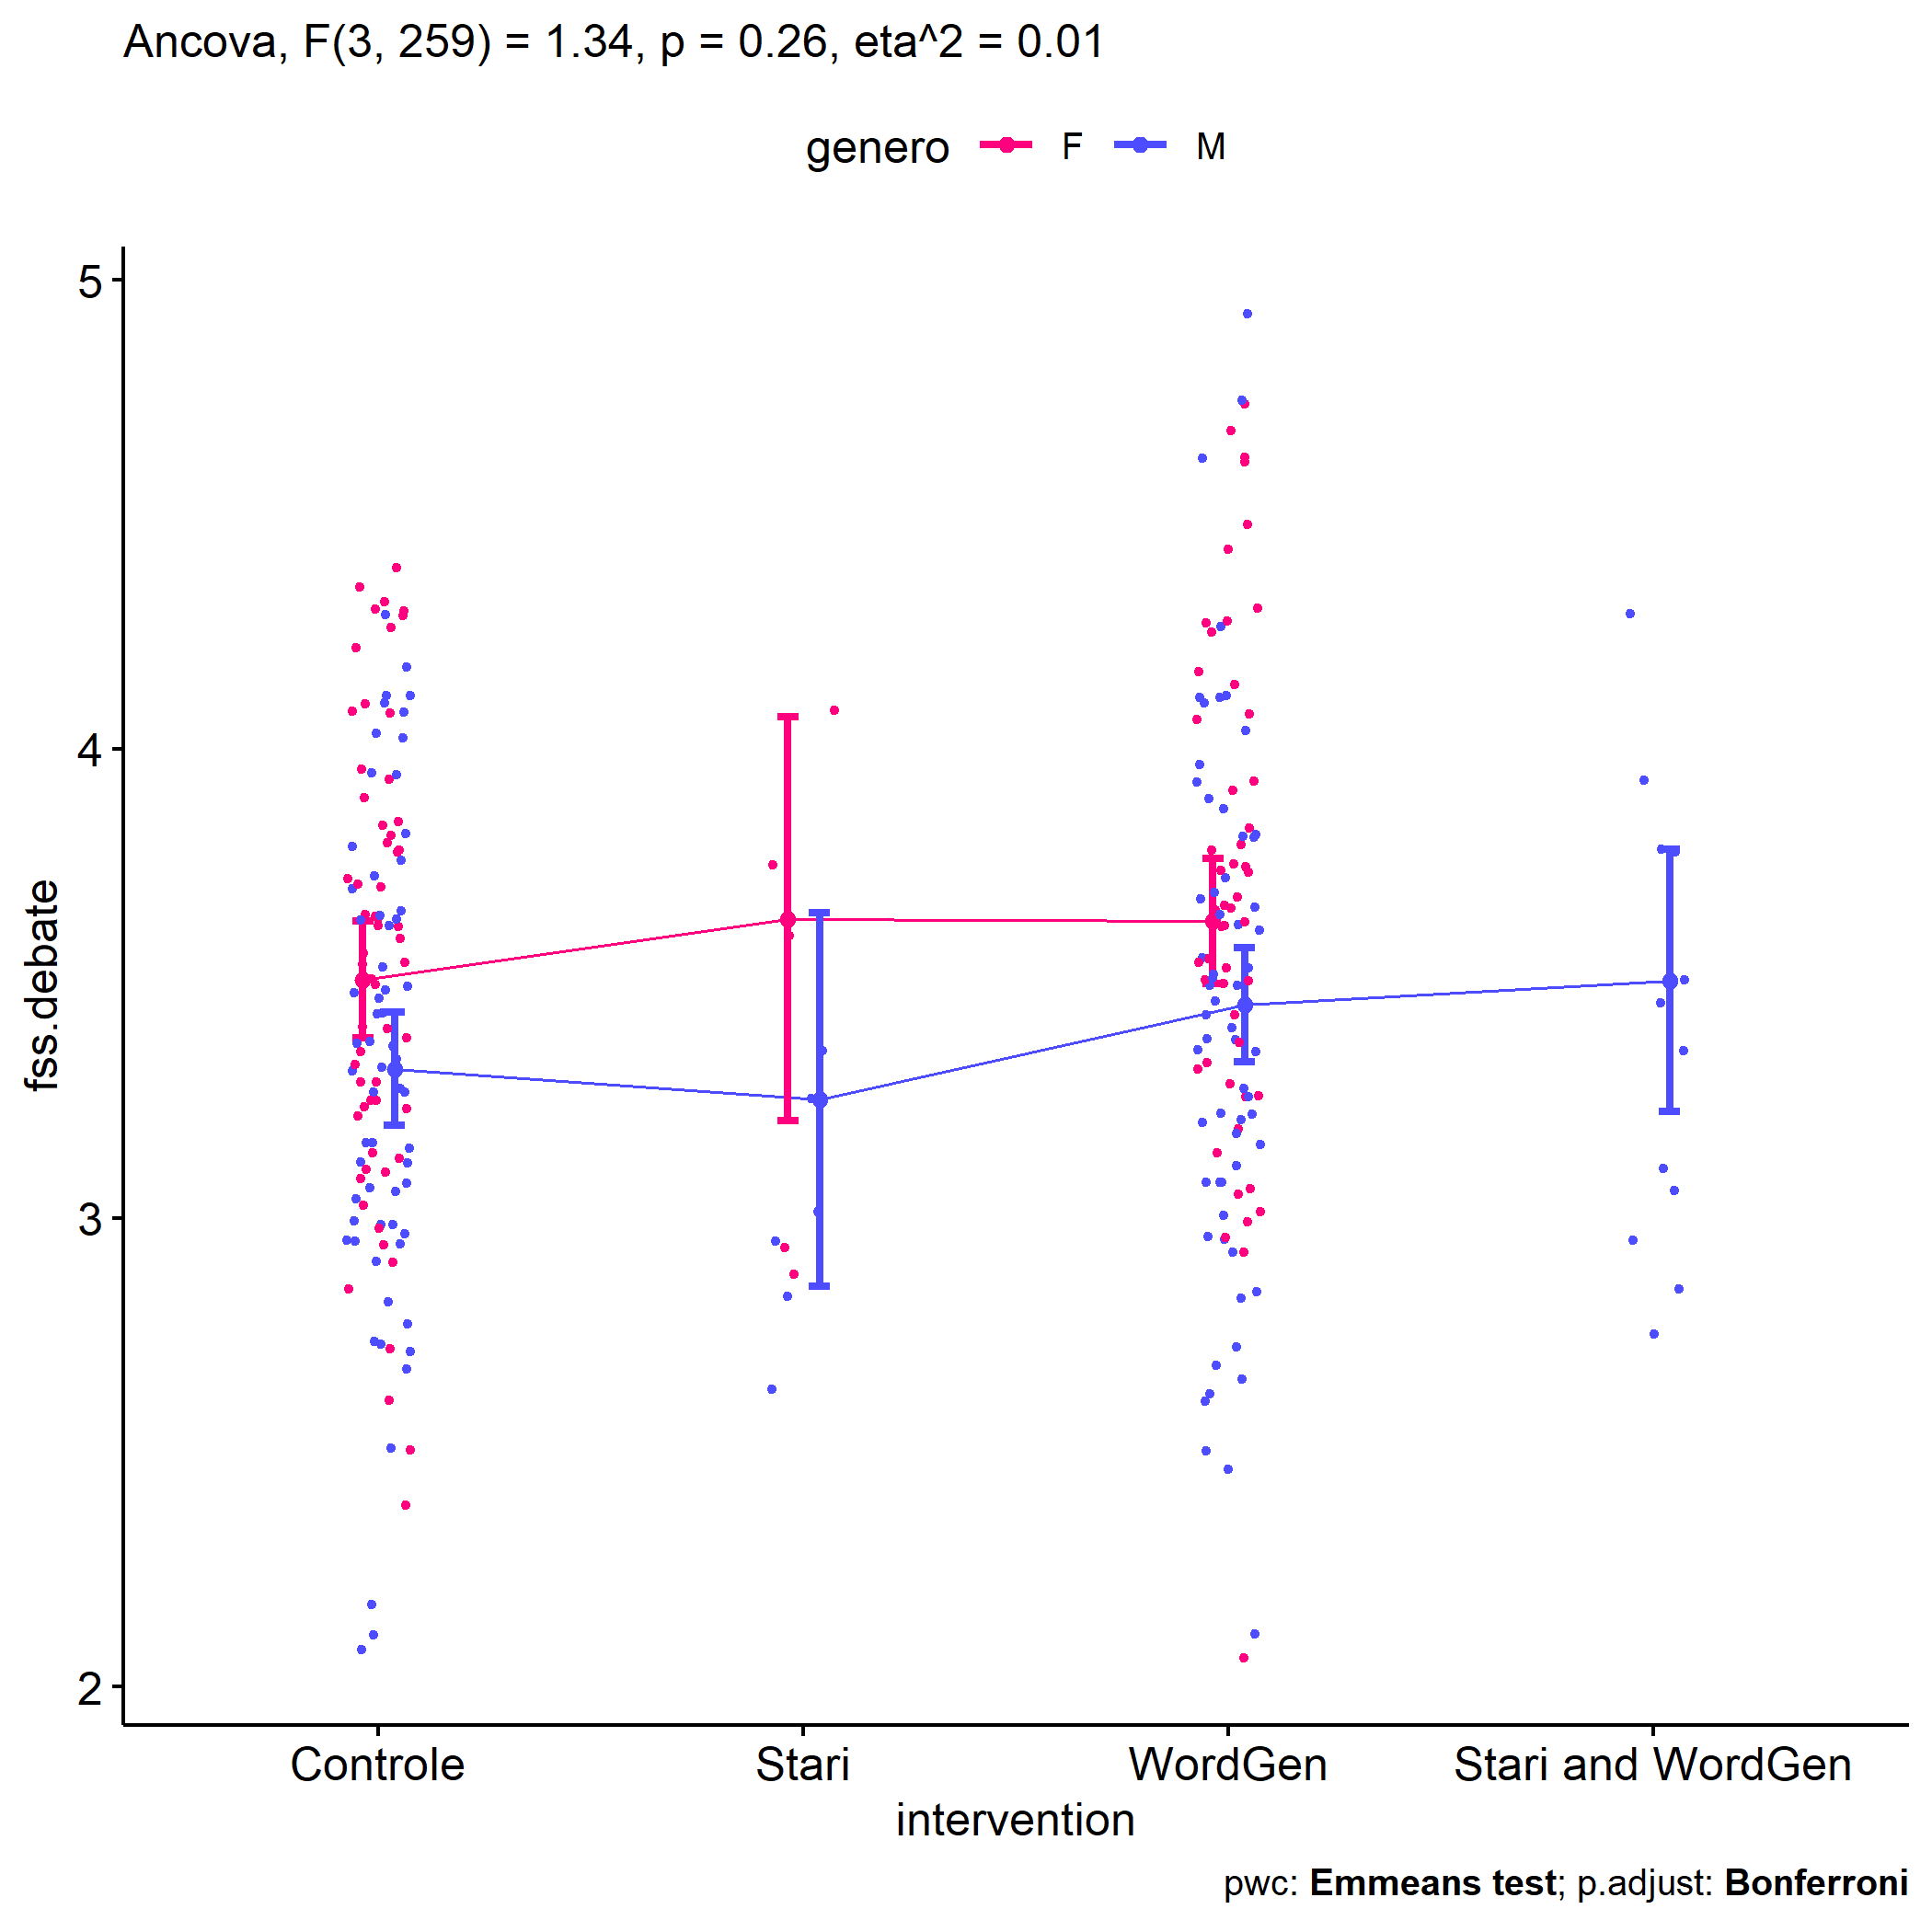 Ancova, F(3, 259) = 1.34, p = 0.26, eta^2 = 0.01
genero F M
5
4
3
2
fss.debate
Controle Stari WordGen Stari and WordGen
intervention
pwc: Emmeans test; p.adjust: Bonferroni